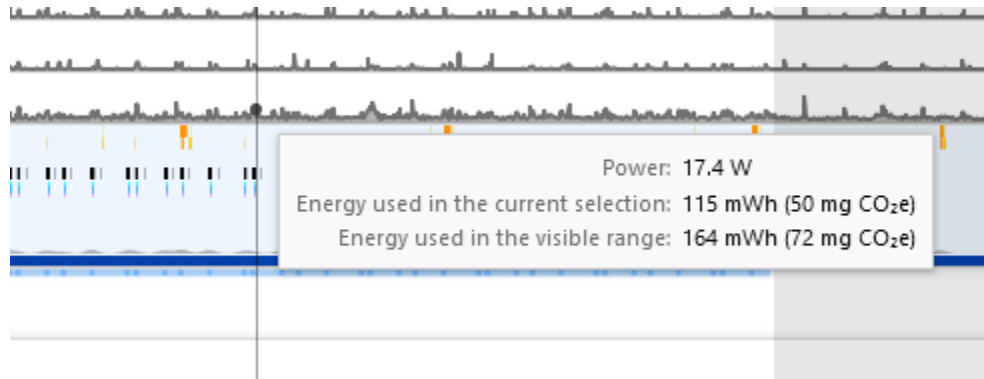 Power: 17.4 W
Energy used in the current selection: 115 mWh (50 mg CO₂e)
Energy used in the visible range: 164 mWh (72 mg CO₂e)